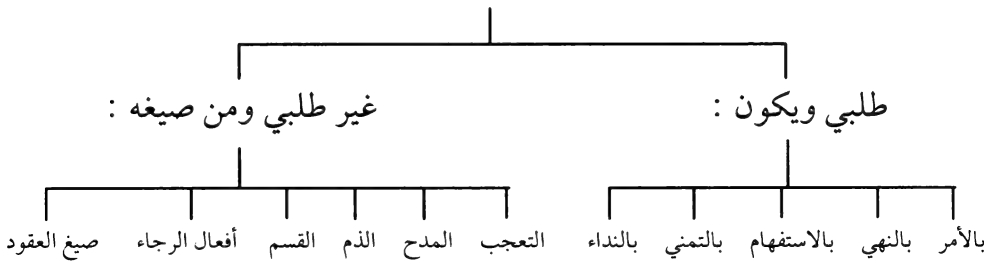 طلبي ويكون : غير طلبي ومن صيغه :
بالأمر بالنهي بالاستفهام بالتمني بالنداء التعجب المدح الذم القسم أفعال الرجاء صيغ العقود